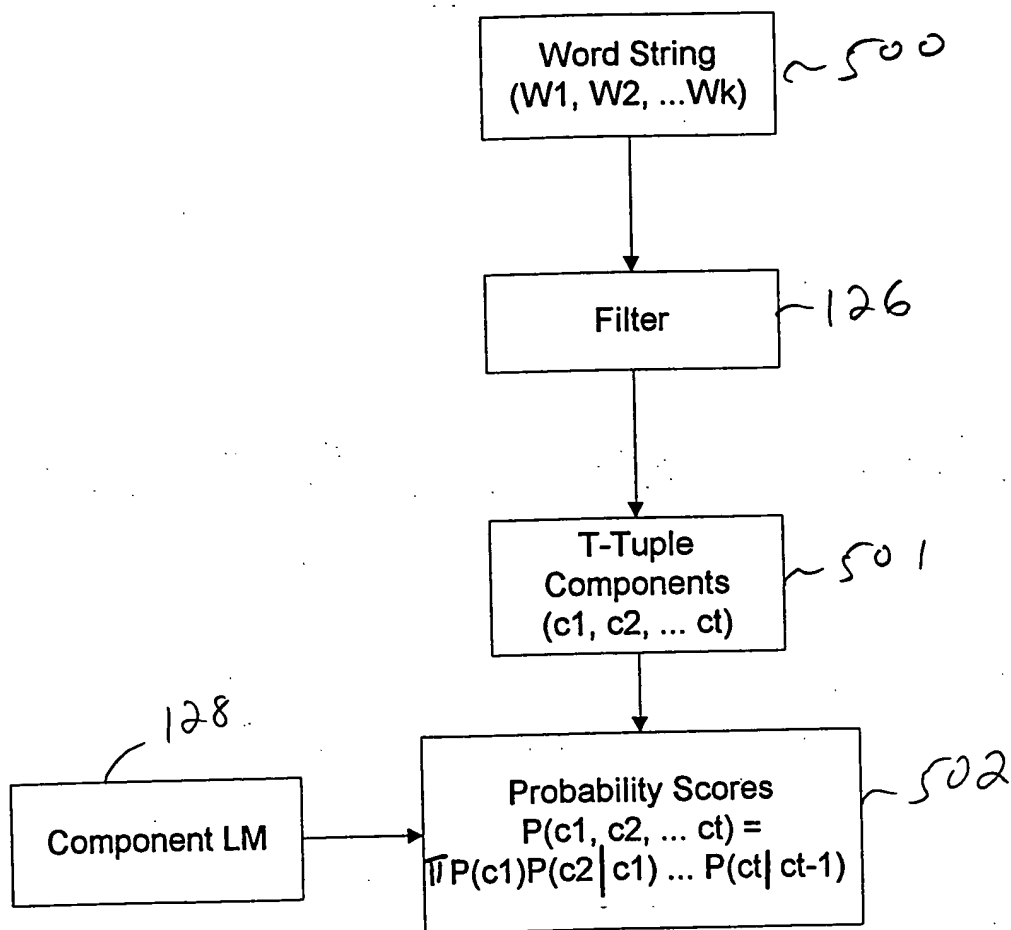 Word String
(W1, W2, ...Wk)
500
Filter
126
T-Tuple
Components
(c1, c2, ... ct)
501
128
Component LM
Probability Scores
P(c1, c2, ... ct) =
πP(c1)P(c2|c1) ... P(ct|ct-1)
502